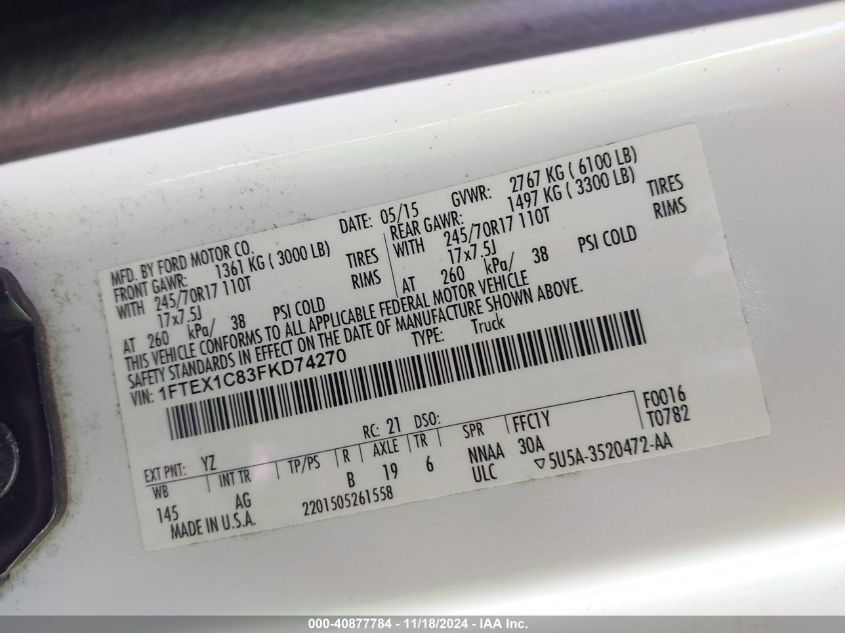 MFD. BY FORD MOTOR CO. DATE: 05/15 GVWR: 2767 KG ( 6100 LB)
FRONT GAWR: 1361 KG ( 3000 LB) REAR GAWR: 1497 KG ( 3300 LB)
WITH 245/70R17 110T TIRES WITH 245/70R17 110T TIRES
17x7.5J RIMS 17x7.5J RIMS
AT 260 kPa/ 38 PSI COLD AT 260 kPa/ 38 PSI COLD
THIS VEHICLE CONFORMS TO ALL APPLICABLE FEDERAL MOTOR VEHICLE
SAFETY STANDARDS IN EFFECT ON THE DATE OF MANUFACTURE SHOWN ABOVE.
VIN: 1FTEX1C83FKD74270 TYPE: Truck
F0016
T0782
EXT PNT: YZ RC: 21 DSO: FFC1Y
WB INT TR TP/PS R AXLE TR SPR 30A
145 AG B 19 6 NNAA
ULC
MADE IN U.S.A. 2201505261558 ▽5U5A-3520472-AA
000-40877784 - 11/18/2024 - IAA Inc.